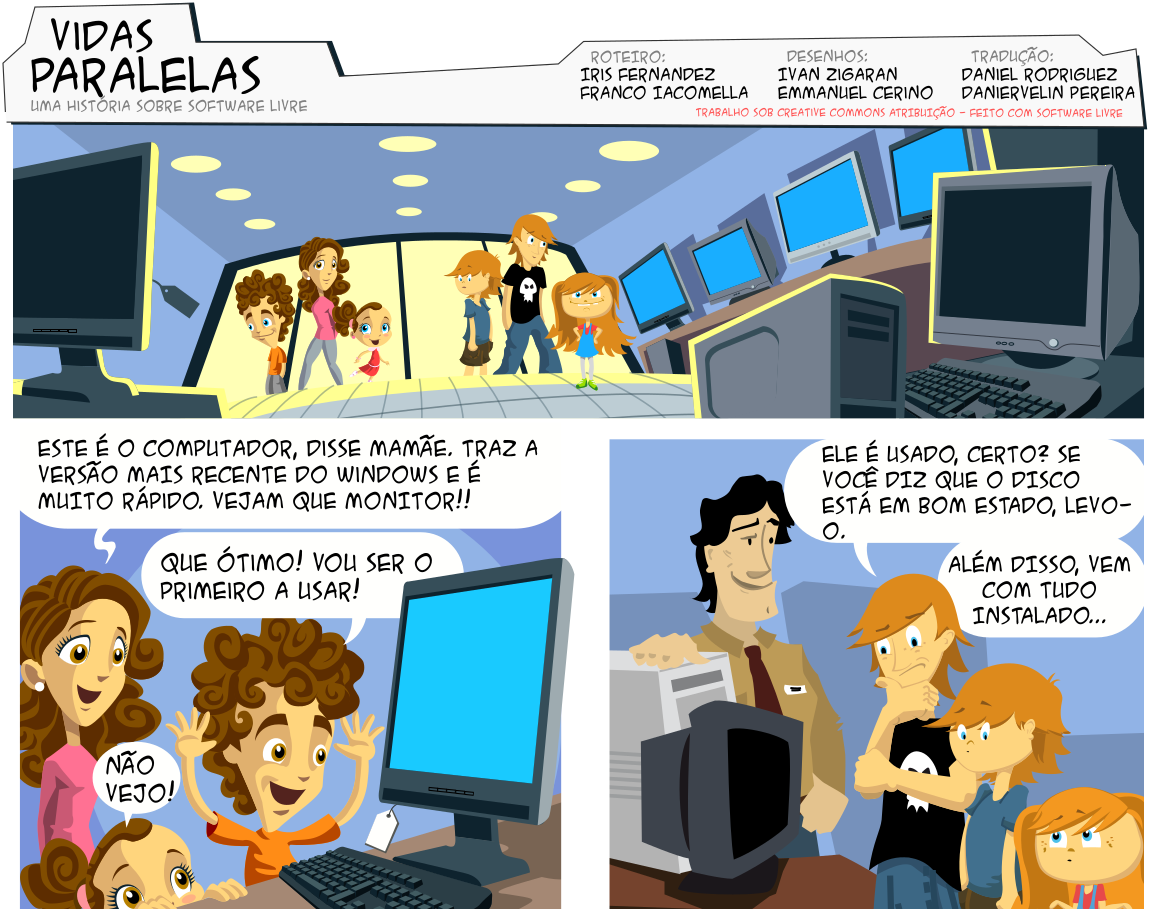 VIDAS
PARALELAS
UMA HISTÓRIA SOBRE SOFTWARE LIVRE
ROTEIRO:
IRIS FERNANDEZ
FRANCO IACOMELLA
DESENHOS:
IVAN ZIGARAN
EMMANUEL CERINO
TRADUÇÃO:
DANIEL RODRIGUEZ
DANIERVELIN PEREIRA
TRABALHO SOB CREATIVE COMMONS ATRIBUIÇÃO - FEITO COM SOFTWARE LIVRE
ESTE É O COMPUTADOR, DISSE MAMÃE. TRAZ A
VERSÃO MAIS RECENTE DO WINDOWS E É
MUITO RÁPIDO. VEJAM QUE MONITOR!!
QUE ÓTIMO! VOU SER O
PRIMEIRO A USAR!
NÃO
VEJO!
ELE É USADO, CERTO? SE
VOCÊ DIZ QUE O DISCO
ESTÁ EM BOM ESTADO, LEVO-
O.
ALÉM DISSO, VEM
COM TUDO
INSTALADO...